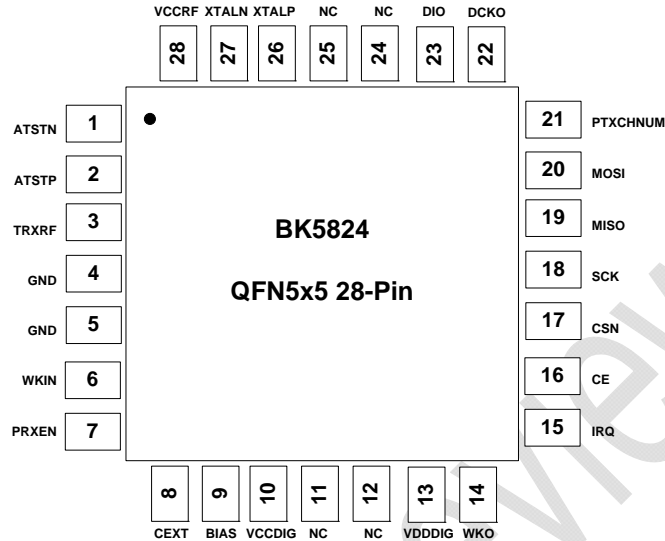 VCCRF XTALN XTALP NC NC DIO DCKO
28 27 26 25 24 23 22
ATSTN 1
ATSTP 2
TRXRF 3
GND 4
GND 5
WKIN 6
PRXEN 7
BK5824
QFN5x5 28-Pin
21 PTXCHNUM
20 MOSI
19 MISO
18 SCK
17 CSN
16 CE
15 IRQ
8 9 10 11 12 13 14
CEXT BIAS VCCDIG NC NC VDDDIG WKO